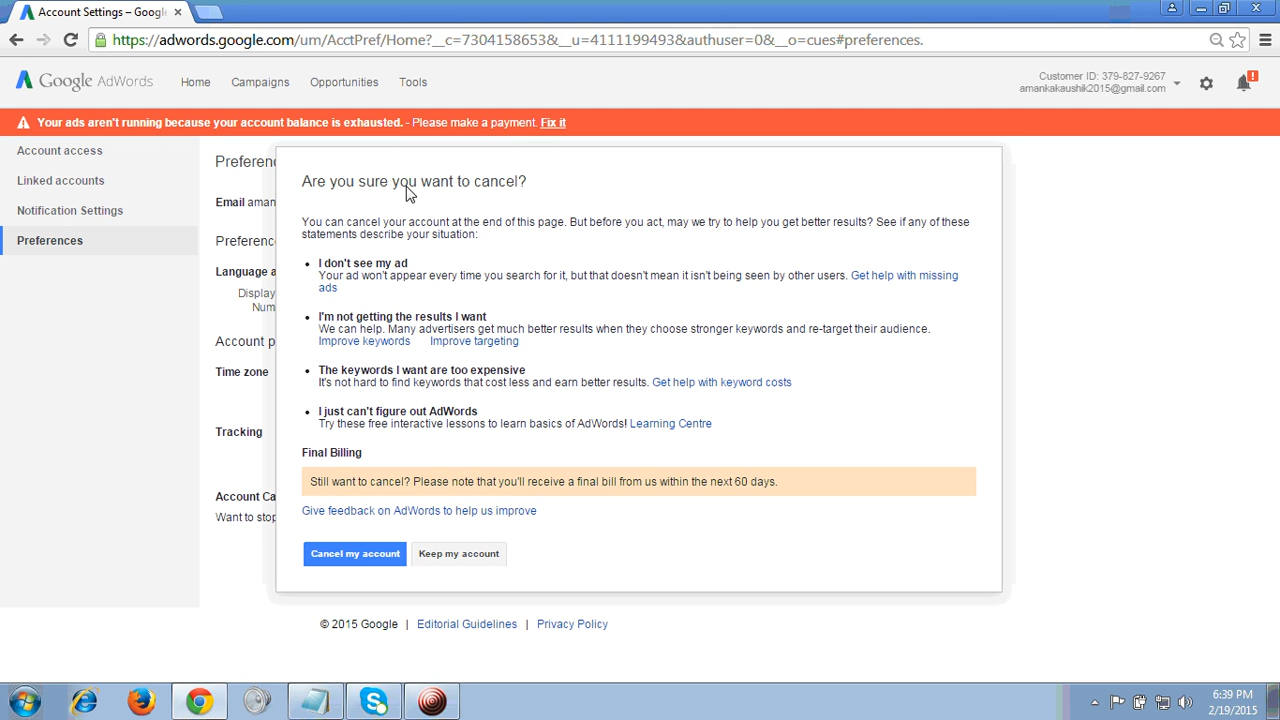 Account Settings – Googl
https://adwords.google.com/um/AcctPref/Home?__c=7304158653&__u=4111199493&authuser=0&__o=cues#preferences.
Google AdWords
Home
Campaigns
Opportunities
Tools
Customer ID: 379-827-9267
amankakaushik2015@gmail.com
Your ads aren't running because your account balance is exhausted. - Please make a payment. Fix it
Account access
Linked accounts
Notification Settings
Preferences
Preferen
Email aman
Preferenc
Language a
Display
Num
Account p
Time zone
Tracking
Account Ca
Want to stop
Are you sure you want to cancel?
You can cancel your account at the end of this page. But before you act, may we try to help you get better results? See if any of these
statements describe your situation:
• I don't see my ad
Your ad won't appear every time you search for it, but that doesn't mean it isn't being seen by other users. Get help with missing
ads
• I'm not getting the results I want
We can help. Many advertisers get much better results when they choose stronger keywords and re-target their audience.
Improve keywords Improve targeting
• The keywords I want are too expensive
It's not hard to find keywords that cost less and earn better results. Get help with keyword costs
• I just can't figure out AdWords
Try these free interactive lessons to learn basics of AdWords! Learning Centre
Final Billing
Still want to cancel? Please note that you'll receive a final bill from us within the next 60 days.
Give feedback on AdWords to help us improve
Cancel my account
Keep my account
© 2015 Google | Editorial Guidelines | Privacy Policy
6:39 PM
2/19/2015